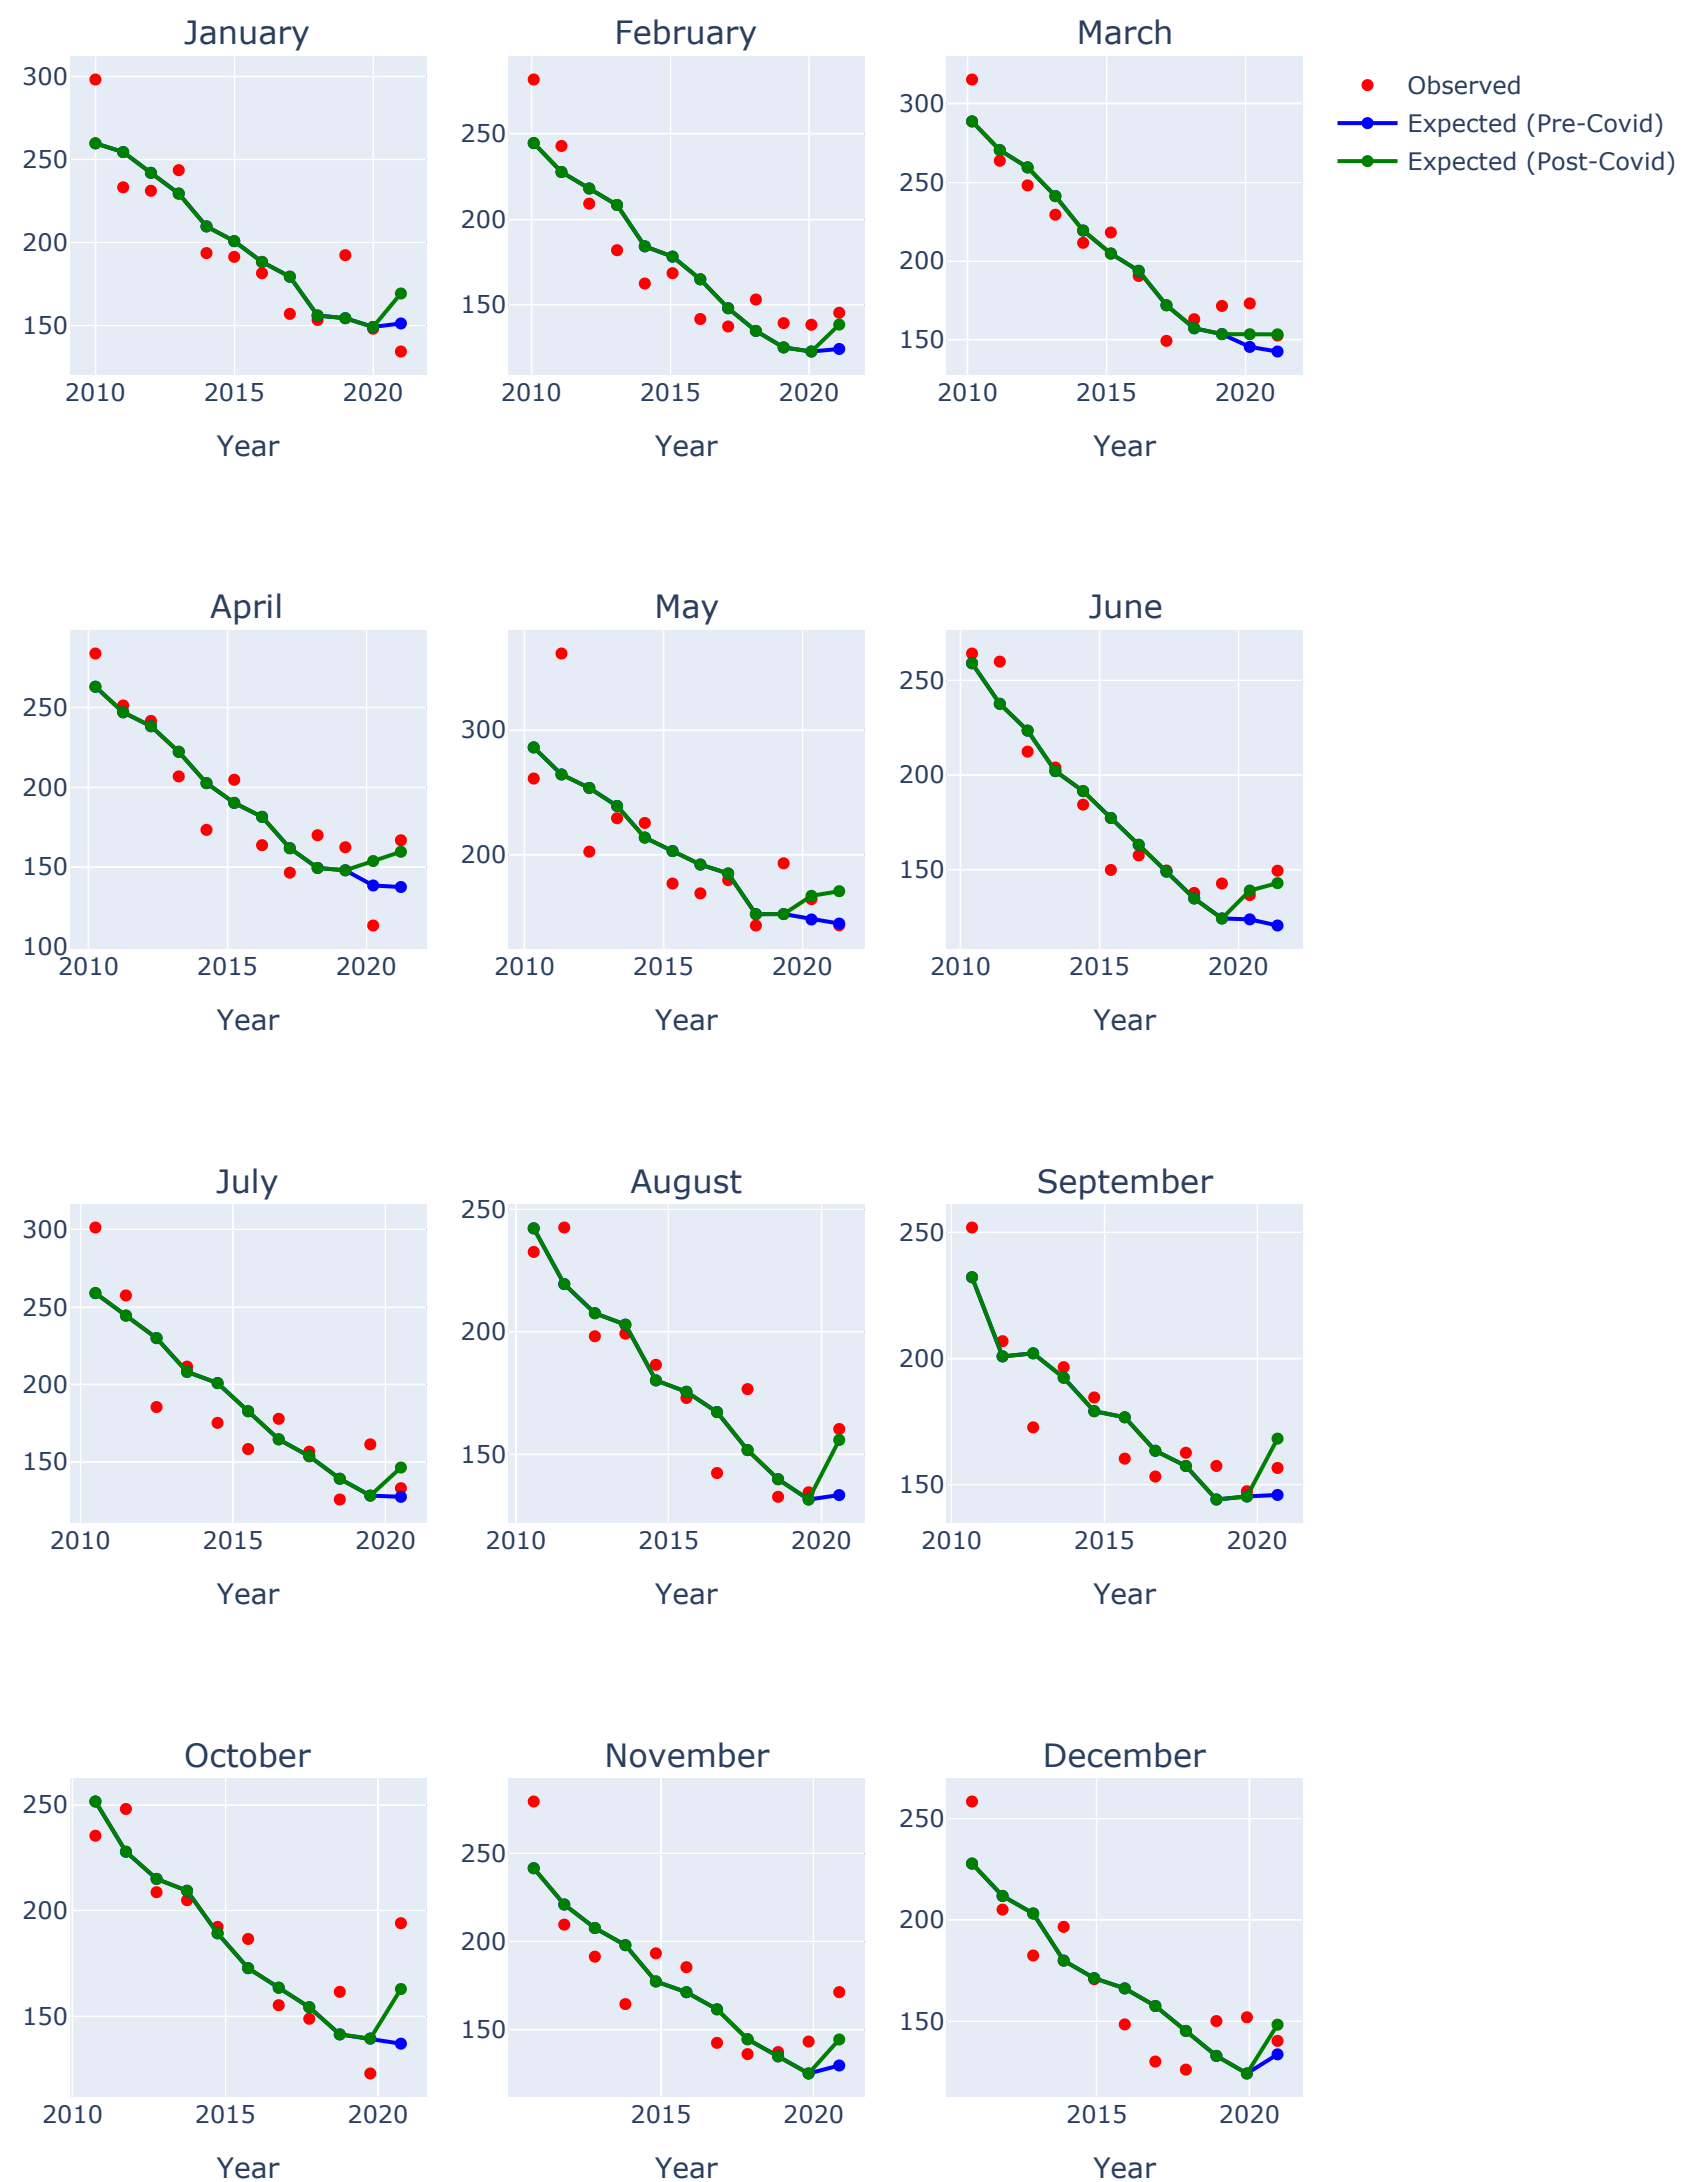 January February March
300
250
200
150
2010 2015 2020
Year
250
200
150
2010 2015 2020
Year
300
250
200
150
2010 2015 2020
Year
Observed
Expected (Pre-Covid)
Expected (Post-Covid)
April May June
250
200
150
100
2010 2015 2020
Year
300
200
2010 2015 2020
Year
250
200
150
2010 2015 2020
Year
July August September
300
250
200
150
2010 2015 2020
Year
250
200
150
2010 2015 2020
Year
250
200
150
2010 2015 2020
Year
October November December
250
200
150
2010 2015 2020
Year
250
200
150
2015 2020
Year
250
200
150
2015 2020
Year